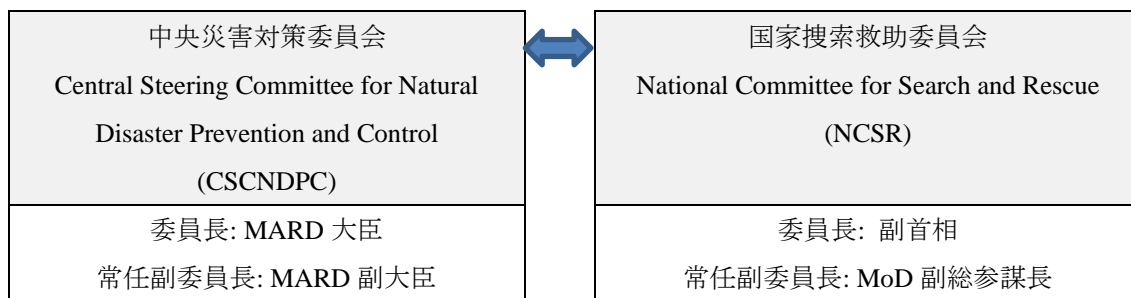 中央災害対策委員会
Central Steering Committee for Natural
Disaster Prevention and Control
(CSCNDPC)
委員長: MARD 大臣
常任副委員長: MARD 副大臣
国家捜索救助委員会
National Committee for Search and Rescue
(NCSR)
委員長: 副首相
常任副委員長: MoD 副総参謀長